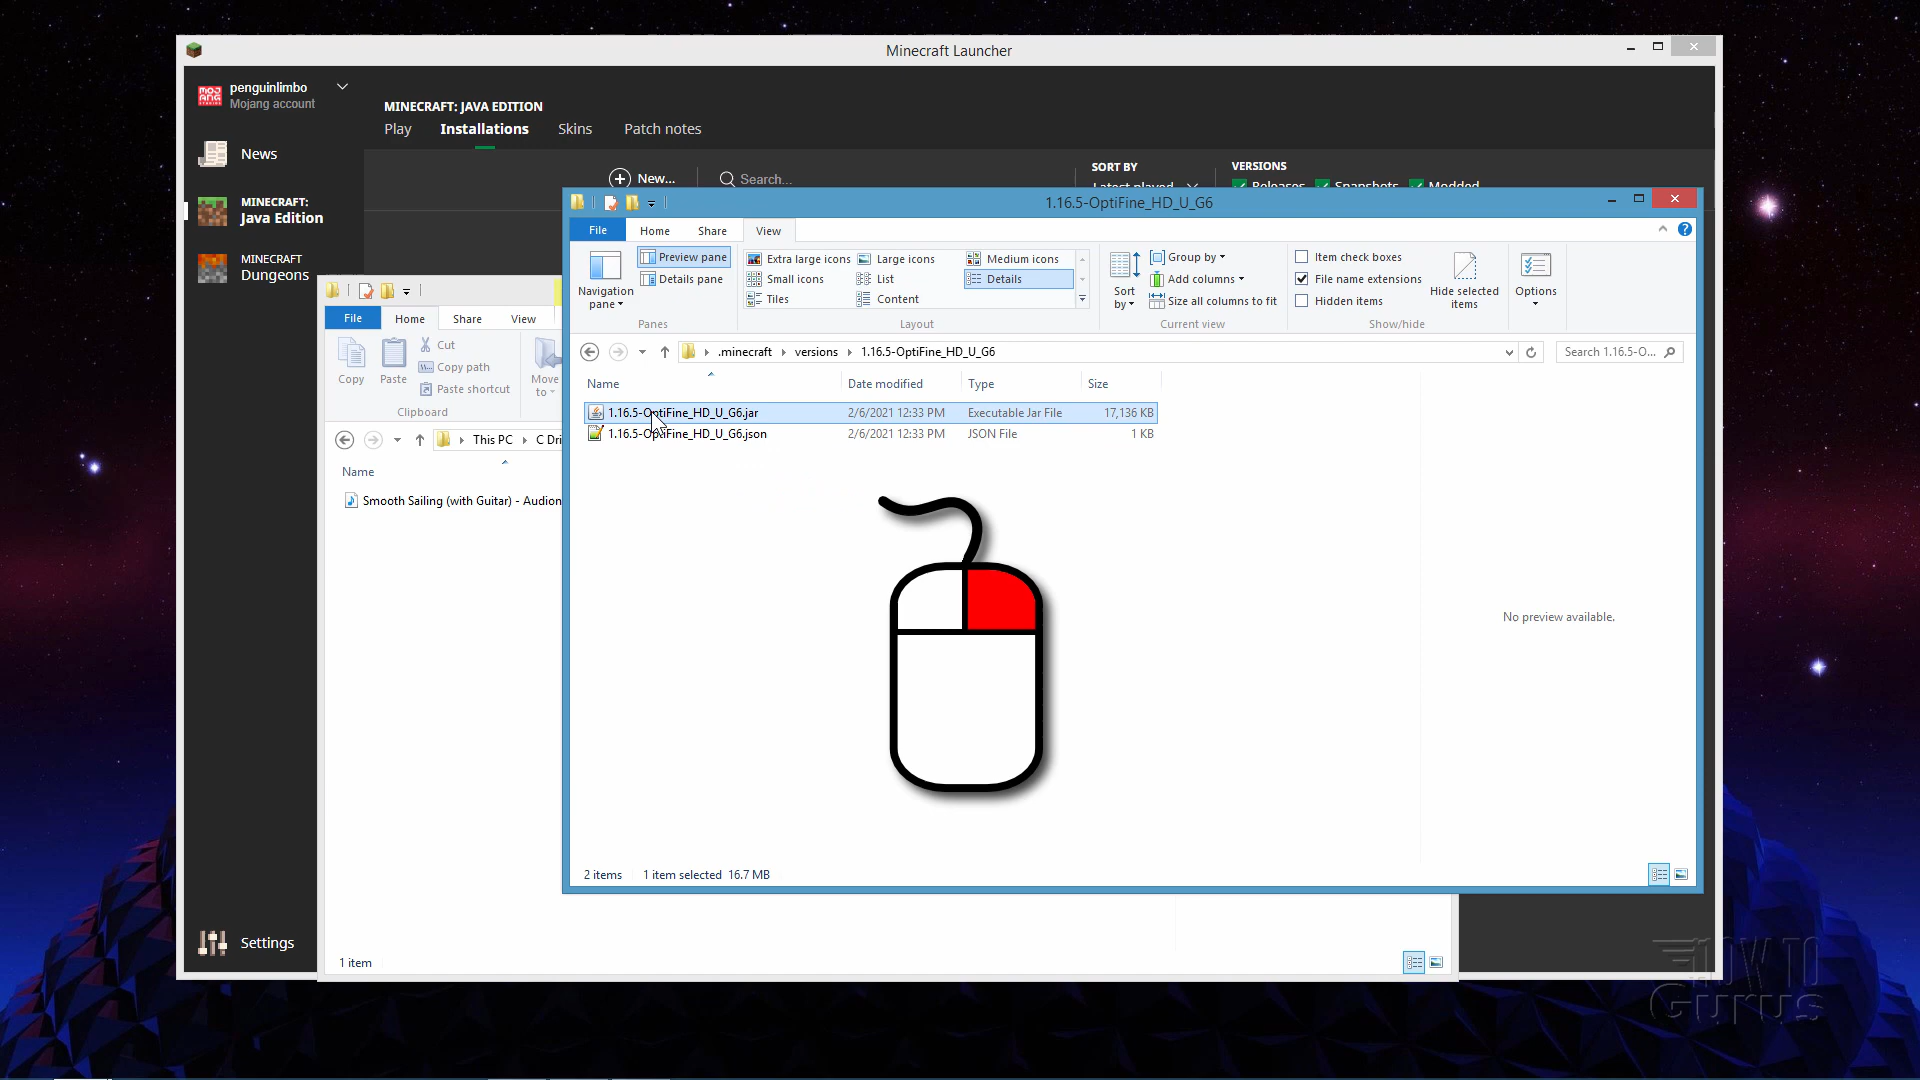 Minecraft Launcher
penguinlimbo
Mojang account
MINECRAFT: JAVA EDITION
Play Installations Skins Patch notes
News
MINECRAFT:
Java Edition
MINECRAFT
Dungeons
Settings
New...
Search...
SORT BY
Latest played
VERSIONS
Releases Snapshots Modded
File Home Share View
Copy
Paste
Cut
Copy path
Paste shortcut
Move
to
Clipboard
This PC C Dri
Name
Smooth Sailing (with Guitar) - Audion
1 item
1.16.5-OptiFine_HD_U_G6
File Home Share View
Navigation
pane
Preview pane
Details pane
Panes
Extra large icons Large icons Medium icons
Small icons List Details
Tiles Content
Layout
Sort
by
Group by
Add columns
Size all columns to fit
Current view
Item check boxes
File name extensions
Hidden items
Hide selected
items
Show/hide
Options
.minecraft versions 1.16.5-OptiFine_HD_U_G6
Search 1.16.5-O...
Name Date modified Type Size
1.16.5-OptiFine_HD_U_G6.jar 2/6/2021 12:33 PM Executable Jar File 17,136 KB
1.16.5-OptiFine_HD_U_G6.json 2/6/2021 12:33 PM JSON File 1 KB
No preview available.
2 items 1 item selected 16.7 MB
HOW TO
GURUS